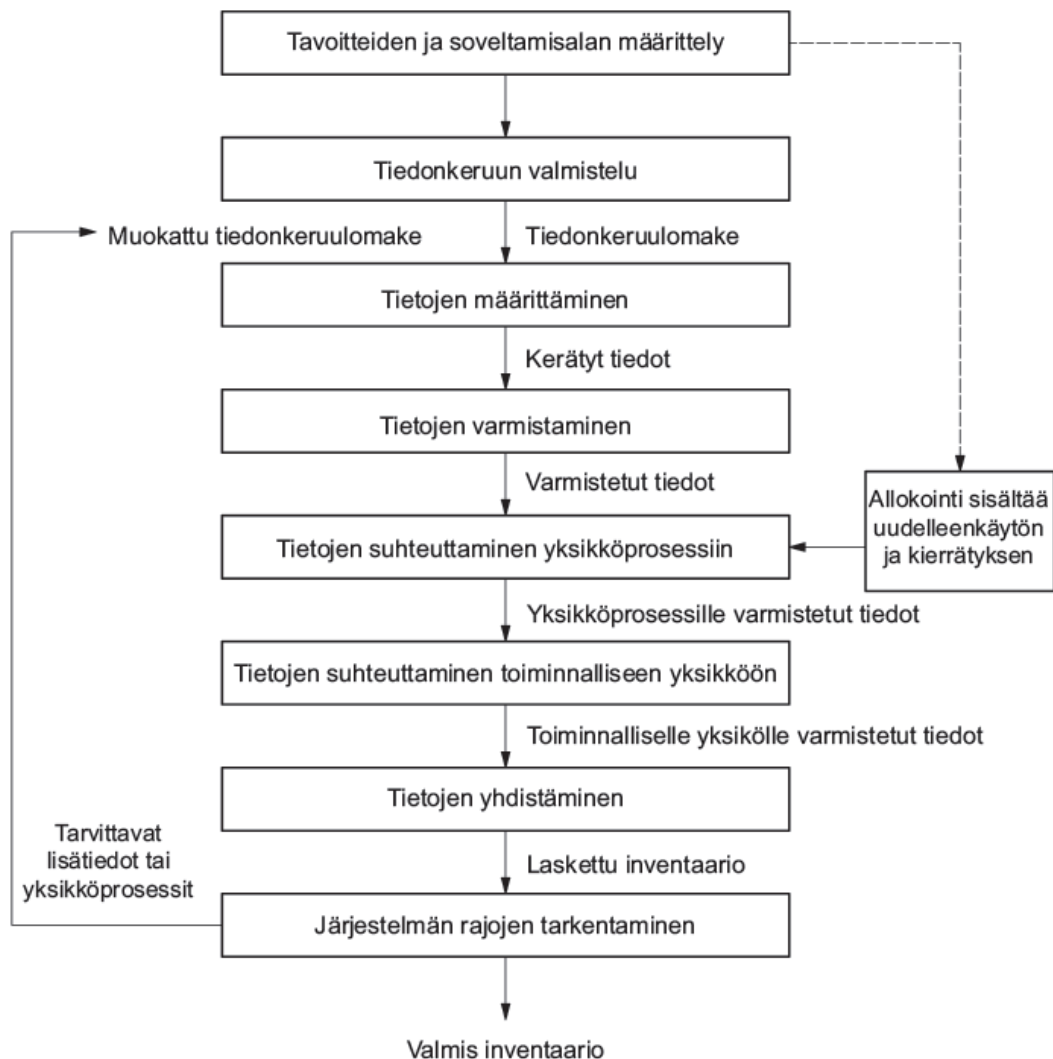 Tavoitteiden ja soveltamisalan määrittely
Tiedonkeruun valmistelu
Muokattu tiedonkeruulomake
Tiedonkeruulomake
Tietojen määrittäminen
Kerätyt tiedot
Tietojen varmistaminen
Varmistetut tiedot
Allokointi sisältää
uudelleenkäytön
ja kierrätyksen
Tietojen suhteuttaminen yksikköprosessiin
Yksikköprosessille varmistetut tiedot
Tietojen suhteuttaminen toiminnalliseen yksikköön
Toiminnalliselle yksikölle varmistetut tiedot
Tietojen yhdistäminen
Tarvittavat
lisätiedot tai
yksikköprosessit
Laskettu inventaario
Järjestelmän rajojen tarkentaminen
Valmis inventaario